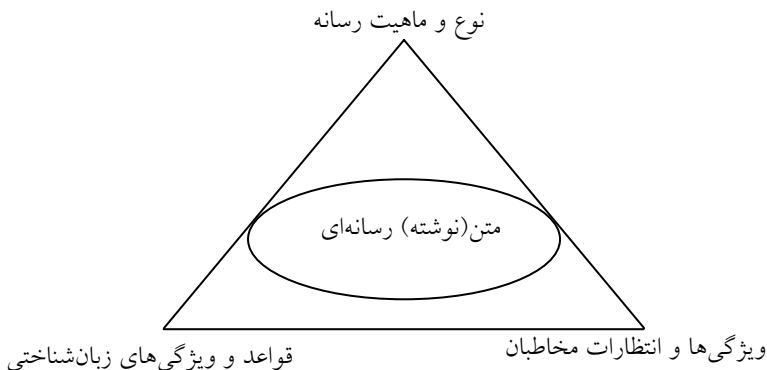 نوع و ماهیت رسانه
متن(نوشته) رسانه‌ای
ویژگی‌ها و انتظارات مخاطبان
قواعد و ویژگی‌های زبان‌شناختی